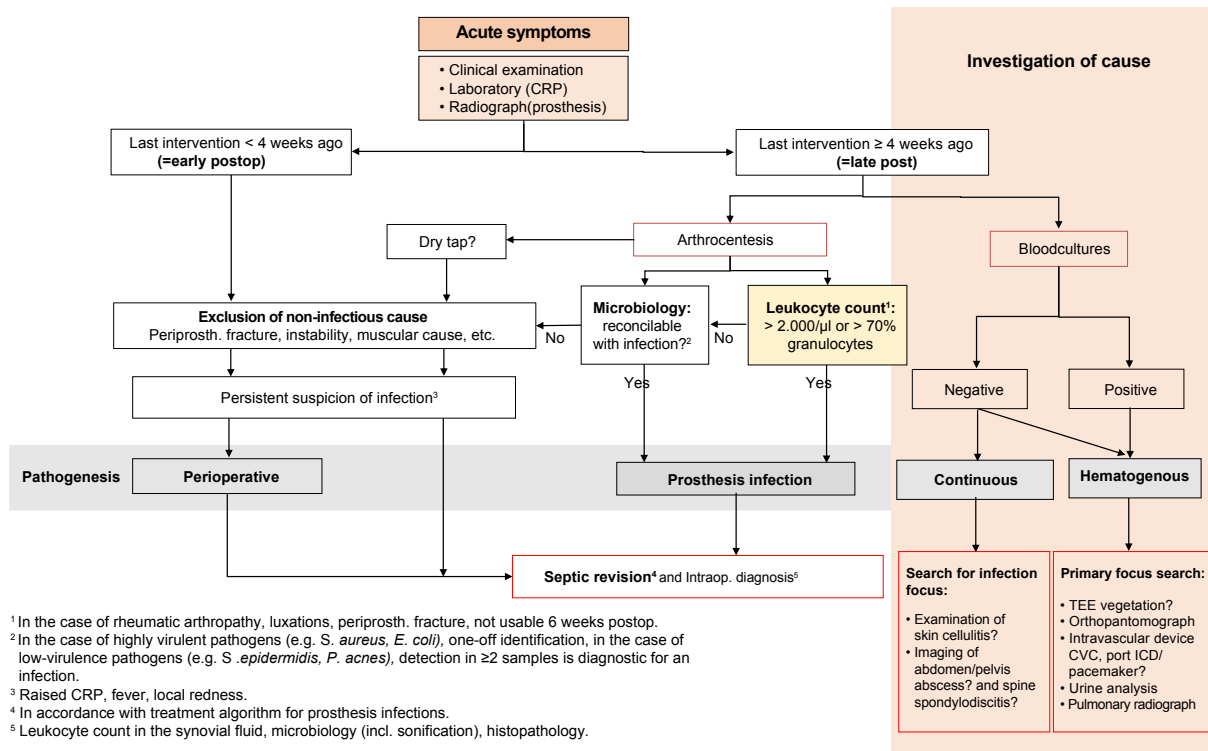 Acute symptoms
• Clinical examination
• Laboratory (CRP)
• Radiograph(prosthesis)
Investigation of cause
Last intervention < 4 weeks ago
(=early postop)
Last intervention ≥ 4 weeks ago
(=late post)
Dry tap?
Arthrocentesis
Bloodcultures
Exclusion of non-infectious cause
Periprosth. fracture, instability, muscular cause, etc.
No
Microbiology:
reconcilable
with infection?²
No
Leukocyte count¹:
> 2.000/µl or > 70%
granulocytes
Yes
Yes
Persistent suspicion of infection³
Negative
Positive
Pathogenesis
Perioperative
Prosthesis infection
Continuous
Hematogenous
Septic revision⁴ and Intraop. diagnosis⁵
Search for infection
focus:
• Examination of
skin cellulitis?
• Imaging of
abdomen/pelvis
abscess? and spine
spondylodiscitis?
Primary focus search:
• TEE vegetation?
• Orthopantomograph
• Intravascular device
CVC, port ICD/
pacemaker?
• Urine analysis
• Pulmonary radiograph
¹ In the case of rheumatic arthropathy, luxations, periprosth. fracture, not usable 6 weeks postop.
² In the case of highly virulent pathogens (e.g. S. aureus, E. coli), one-off identification, in the case of
low-virulence pathogens (e.g. S .epidermidis, P. acnes), detection in ≥2 samples is diagnostic for an
infection.
³ Raised CRP, fever, local redness.
⁴ In accordance with treatment algorithm for prosthesis infections.
⁵ Leukocyte count in the synovial fluid, microbiology (incl. sonification), histopathology.